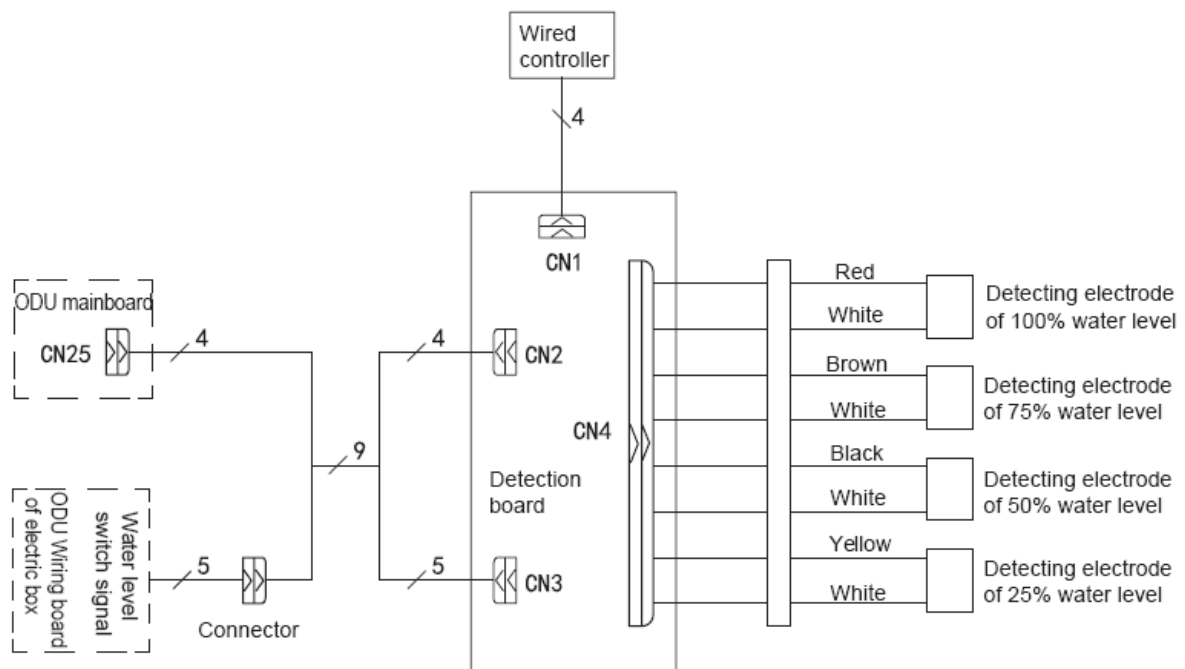 Wired
controller
4
CN1
ODU mainboard
CN25
4
4
CN2
9
CN4
Detection
board
Water level
switch signal
ODU Wiring board
of electric box
5
Connector
5
CN3
Red
White
Detecting electrode
of 100% water level
Brown
White
Detecting electrode
of 75% water level
Black
White
Detecting electrode
of 50% water level
Yellow
White
Detecting electrode
of 25% water level